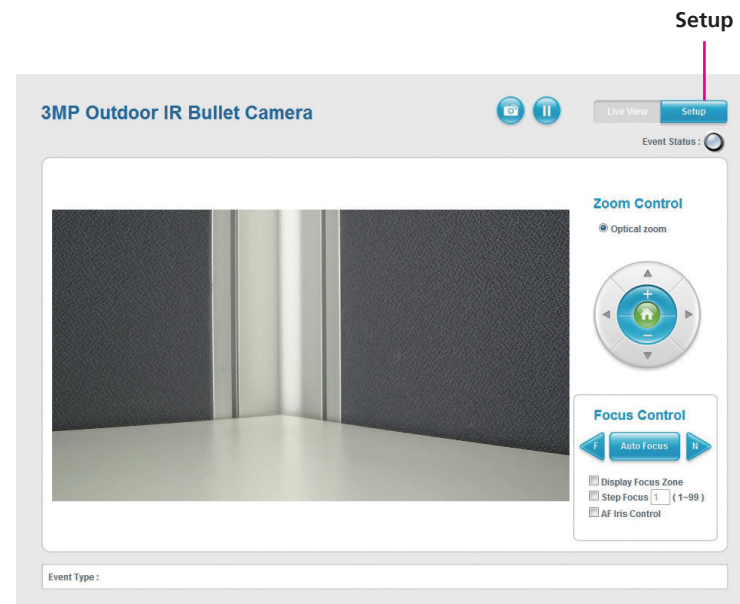 Setup
3MP Outdoor IR Bullet Camera
Live View
Setup
Event Status :
Zoom Control
Optical zoom
+
−
Focus Control
F
Auto Focus
N
Display Focus Zone
Step Focus 1 ( 1~99 )
AF Iris Control
Event Type :